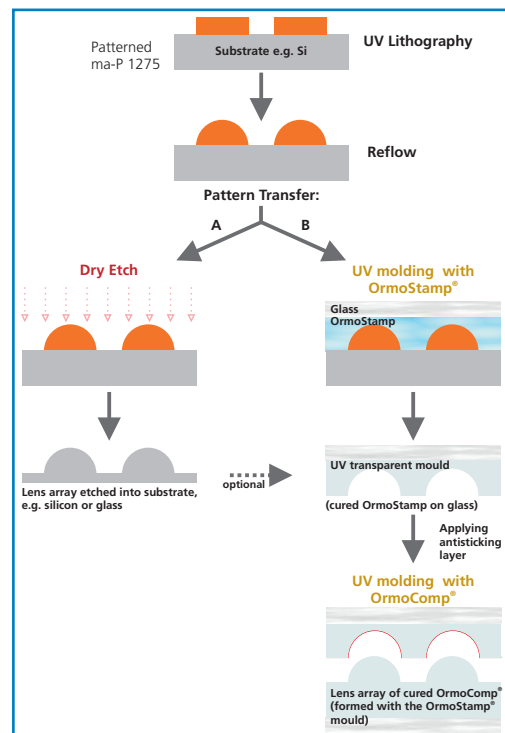 Patterned
ma-P 1275
Substrate e.g. Si
UV Lithography
Reflow
Pattern Transfer:
A
B
Dry Etch
UV molding with
OrmoStamp®
Glass
OrmoStamp
Lens array etched into substrate,
e.g. silicon or glass
optional
UV transparent mould
(cured OrmoStamp on glass)
Applying
antisticking
layer
UV molding with
OrmoComp®
Lens array of cured OrmoComp®
(formed with the OrmoStamp®
mould)